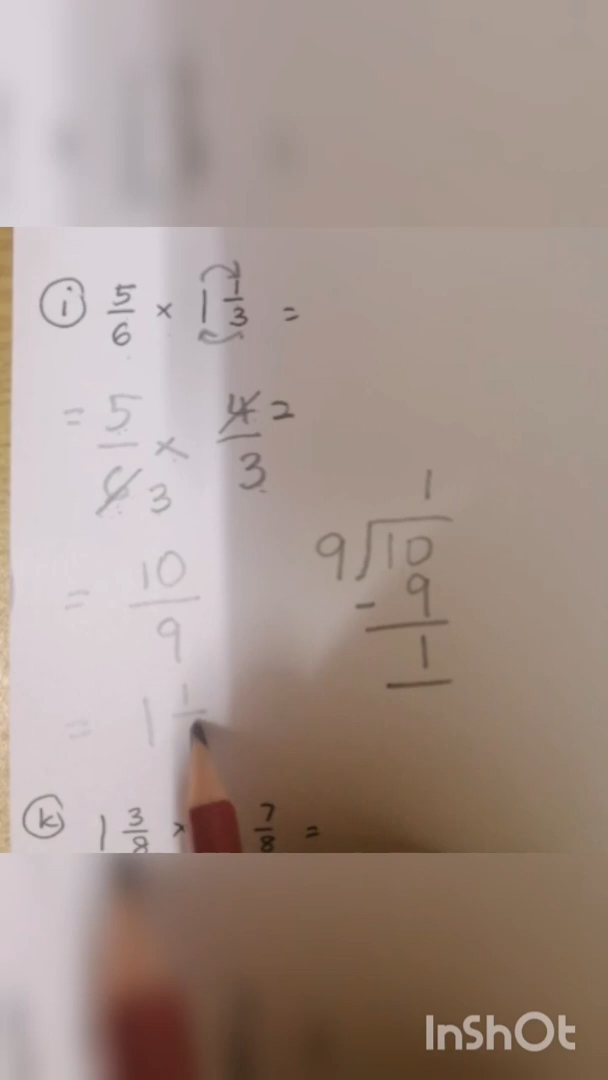 i 5/6 × 1 1/3 =
= 5/6 3 × 4 2/3
= 10/9
1
9 10
- 9
1
= 1 1/
k 1 3/8 × 7/8 =
InShOt